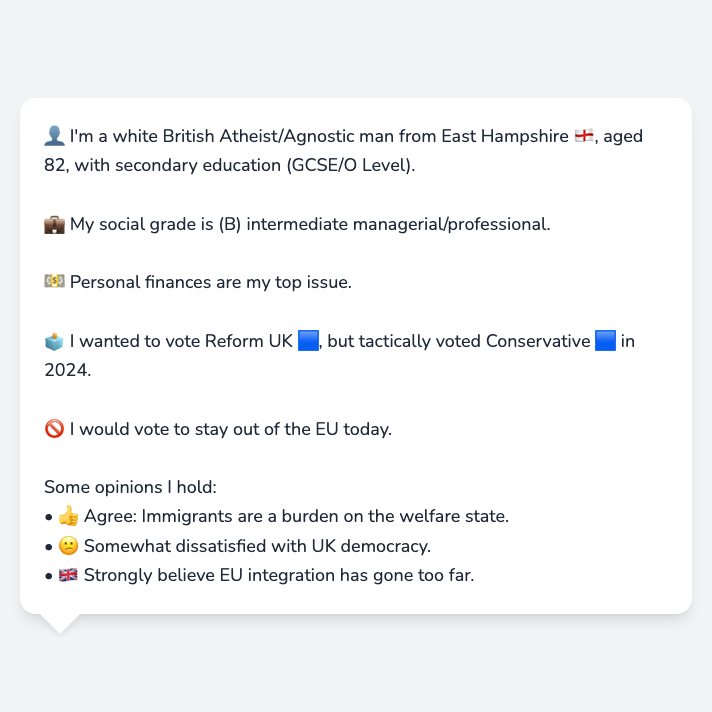 👤 I'm a white British Atheist/Agnostic man from East Hampshire 🏴󠁧󠁢󠁥󠁮󠁧󠁿, aged
82, with secondary education (GCSE/O Level).
💼 My social grade is (B) intermediate managerial/professional.
💵 Personal finances are my top issue.
🗳️ I wanted to vote Reform UK 🟦, but tactically voted Conservative 🟦 in
2024.
🚫 I would vote to stay out of the EU today.
Some opinions I hold:
• 👍 Agree: Immigrants are a burden on the welfare state.
• 😕 Somewhat dissatisfied with UK democracy.
• 🇬🇧 Strongly believe EU integration has gone too far.